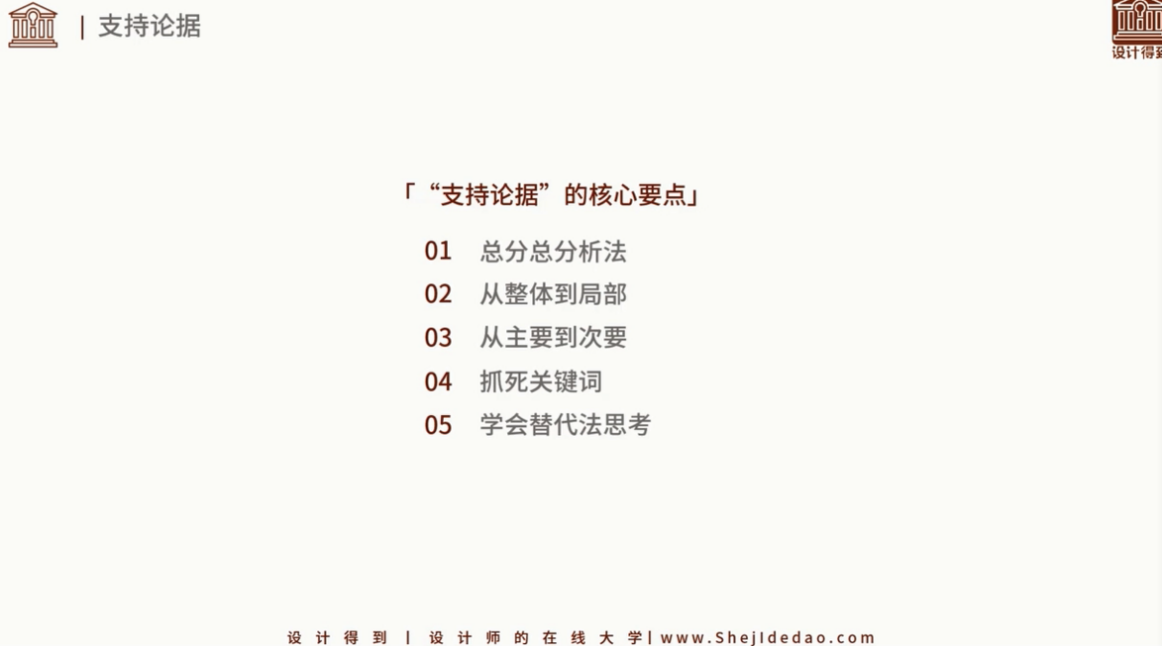 | 支持论据
设计得到
「 “支持论据” 的核心要点」
01 总分总分析法
02 从整体到局部
03 从主要到次要
04 抓死关键词
05 学会替代法思考
设 计 得 到 | 设 计 师 的 在 线 大 学| www.ShejIdedao.com